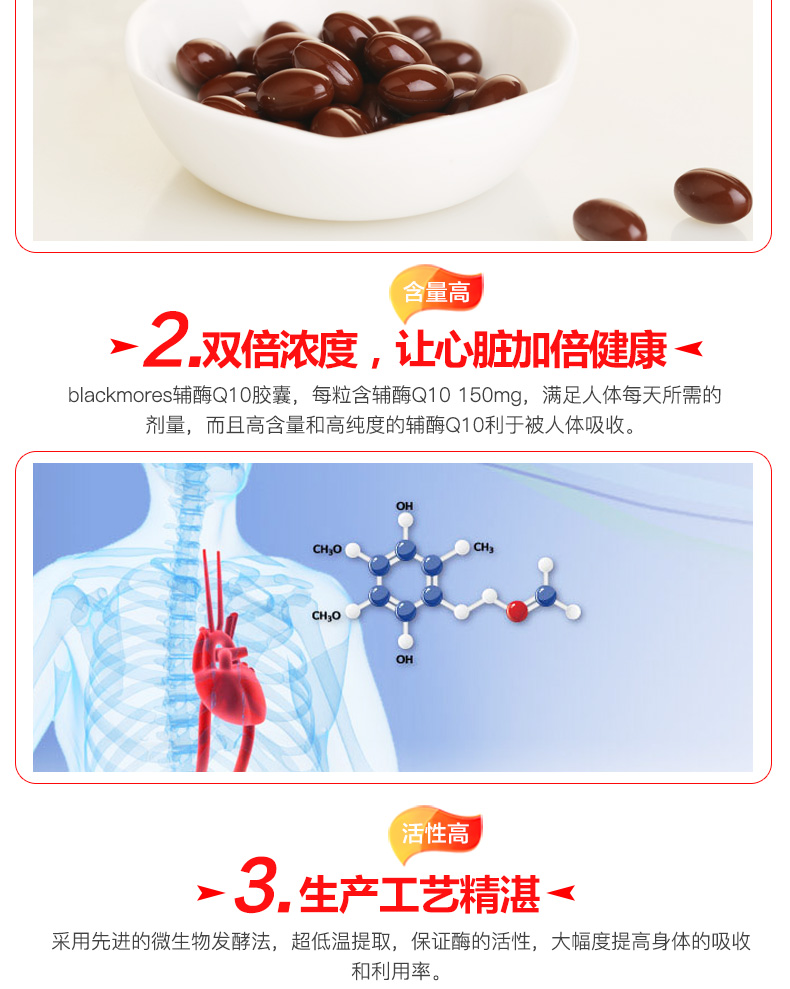 含量高
2.双倍浓度，让心脏加倍健康
blackmores辅酶Q10胶囊，每粒含辅酶Q10 150mg，满足人体每天所需的
剂量，而且高含量和高纯度的辅酶Q10利于被人体吸收。
OH
CH₃O
CH₃
CH₃O
OH
活性高
3.生产工艺精湛
采用先进的微生物发酵法，超低温提取，保证酶的活性，大幅度提高身体的吸收
和利用率。